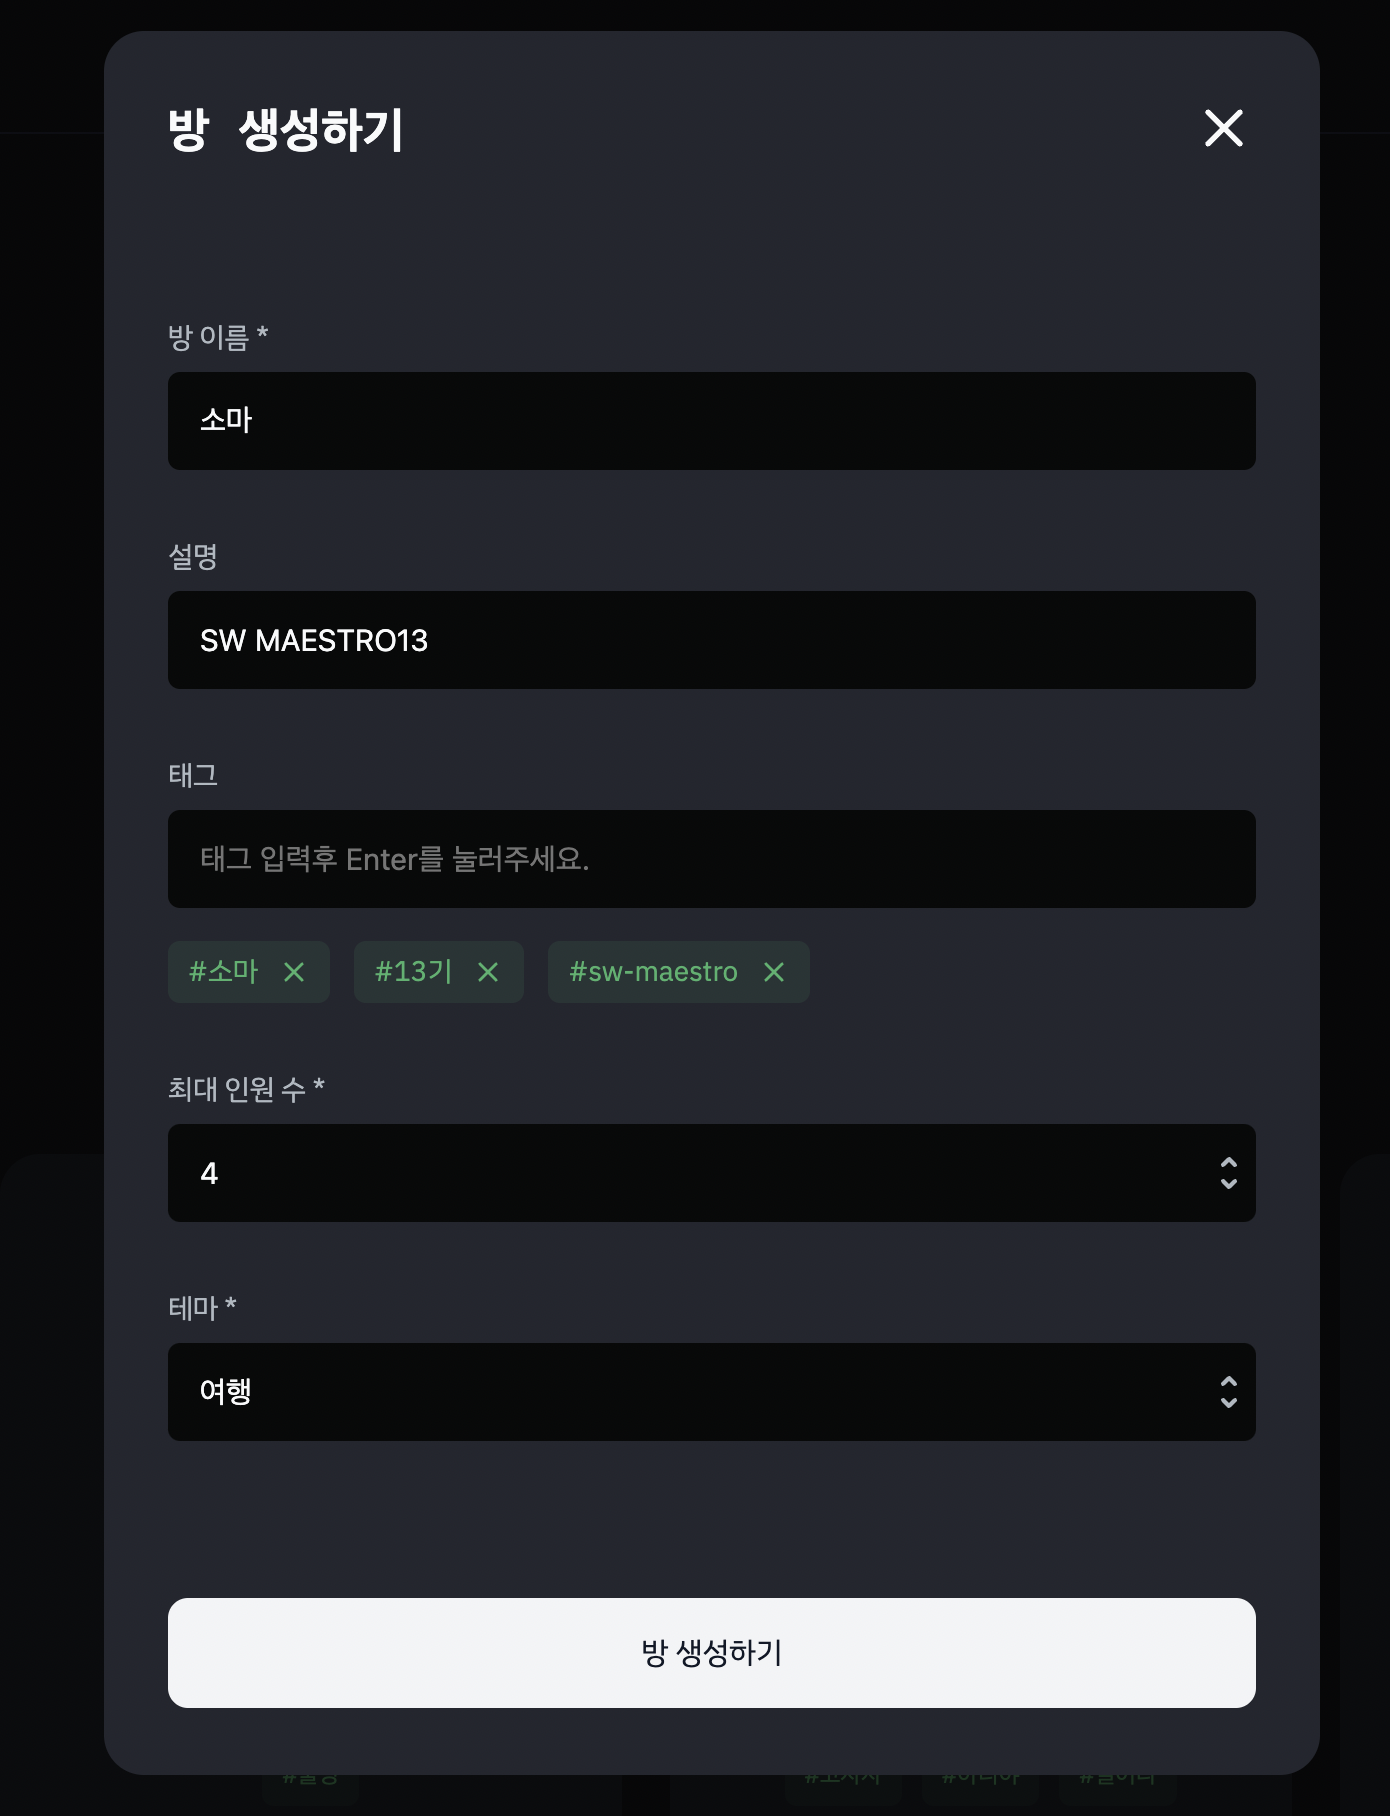 방 생성하기
방 이름 *
소마
설명
SW MAESTRO13
태그
태그 입력후 Enter를 눌러주세요.
#소마 #13기 #sw-maestro
최대 인원 수 *
4
테마 *
여행
방 생성하기